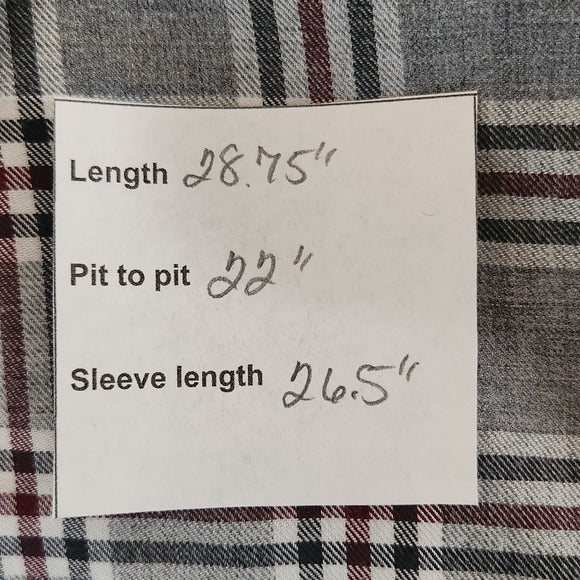 Length 28.75"
Pit to pit 22"
Sleeve length 26.5"